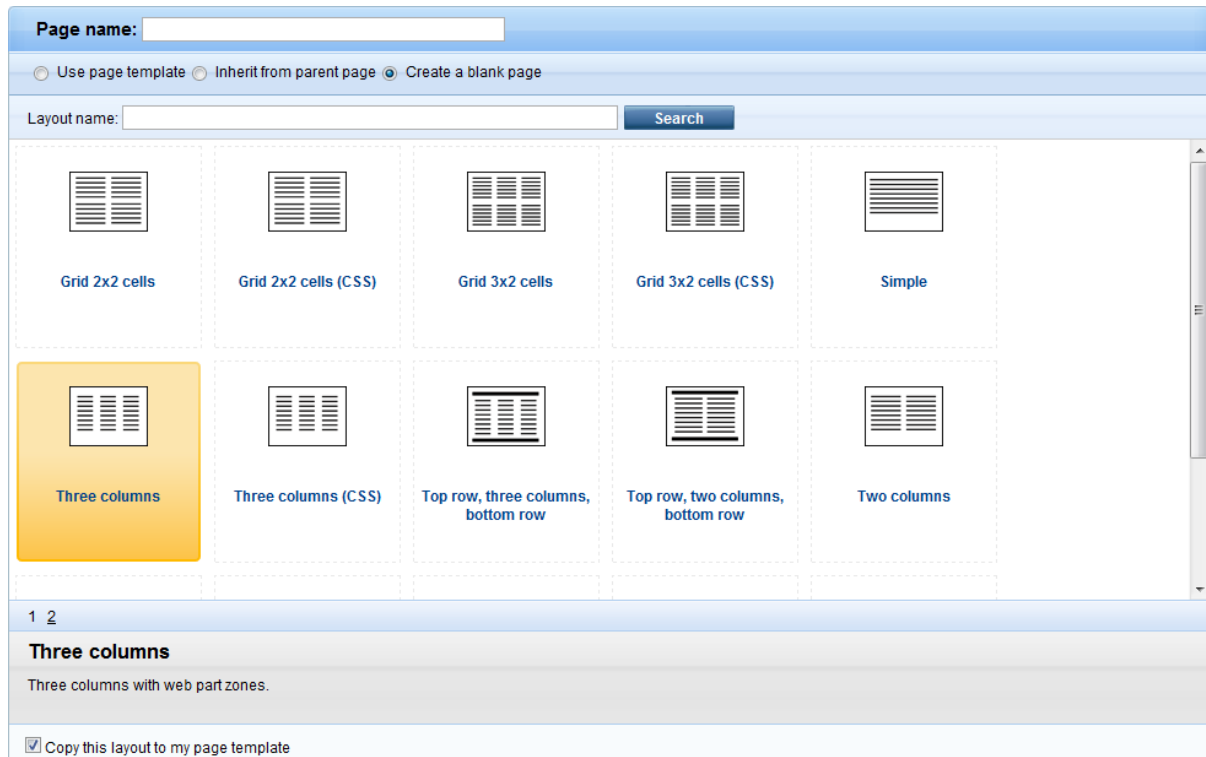 Page name:
Use page template Inherit from parent page Create a blank page
Layout name: Search
Grid 2x2 cells Grid 2x2 cells (CSS) Grid 3x2 cells Grid 3x2 cells (CSS) Simple
Three columns Three columns (CSS) Top row, three columns, bottom row Top row, two columns, bottom row Two columns
1 2
Three columns
Three columns with web part zones.
Copy this layout to my page template